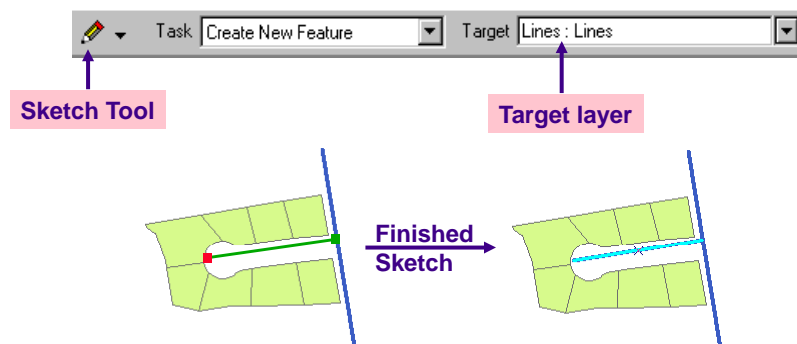 Task Create New Feature Target Lines : Lines
Sketch Tool
Target layer
Finished
Sketch